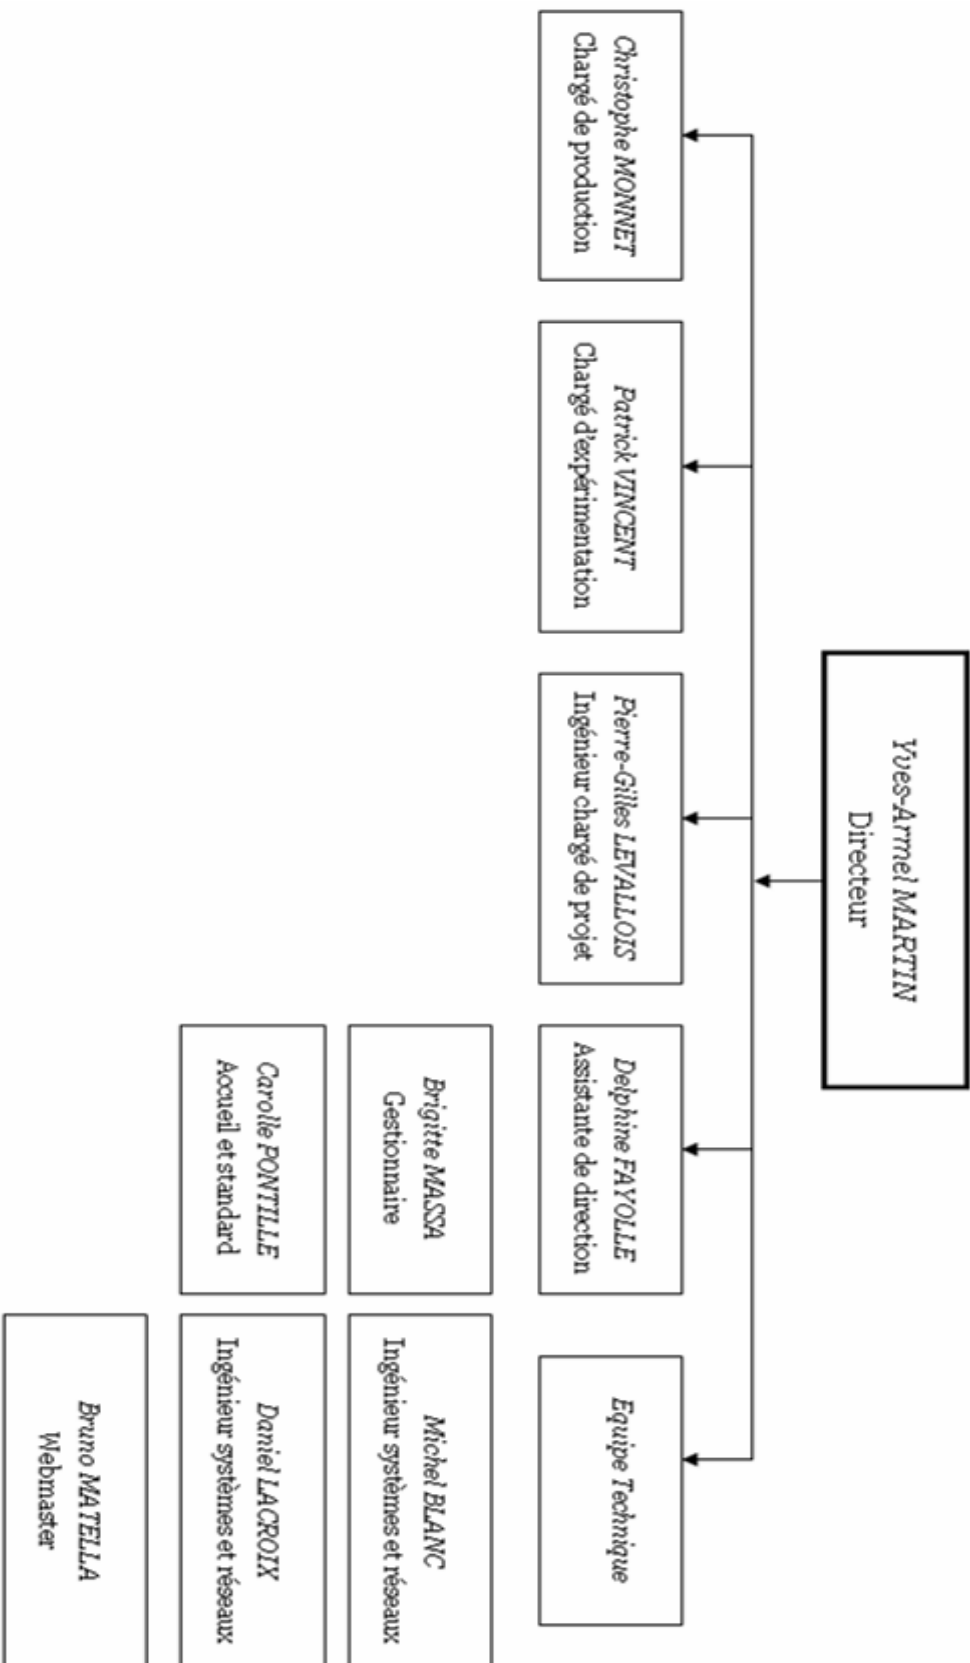 Yves-Armel MARTIN
Directeur
Christophe MONNET
Chargé de production
Patrick VINCENT
Chargé d'expérimentation
Pierre-Gilles LEVALLOIS
Ingénieur chargé de projet
Delphine FAYOLLE
Assistante de direction
Equipe Technique
Brigitte MASSA
Gestionnaire
Michel BLANC
Ingénieur systèmes et réseaux
Carolle PONTILLE
Accueil et standard
Daniel LACROIX
Ingénieur systèmes et réseaux
Bruno MATELLA
Webmaster